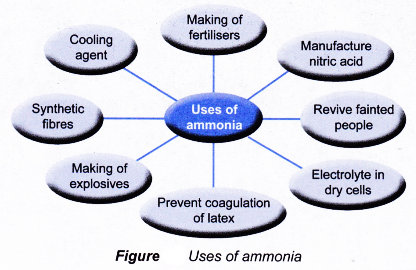 Making of
fertilisers
Cooling
agent
Manufacture
nitric acid
Synthetic
fibres
Uses of
ammonia
Revive fainted
people
Making of
explosives
Electrolyte in
dry cells
Prevent coagulation
of latex
Figure Uses of ammonia